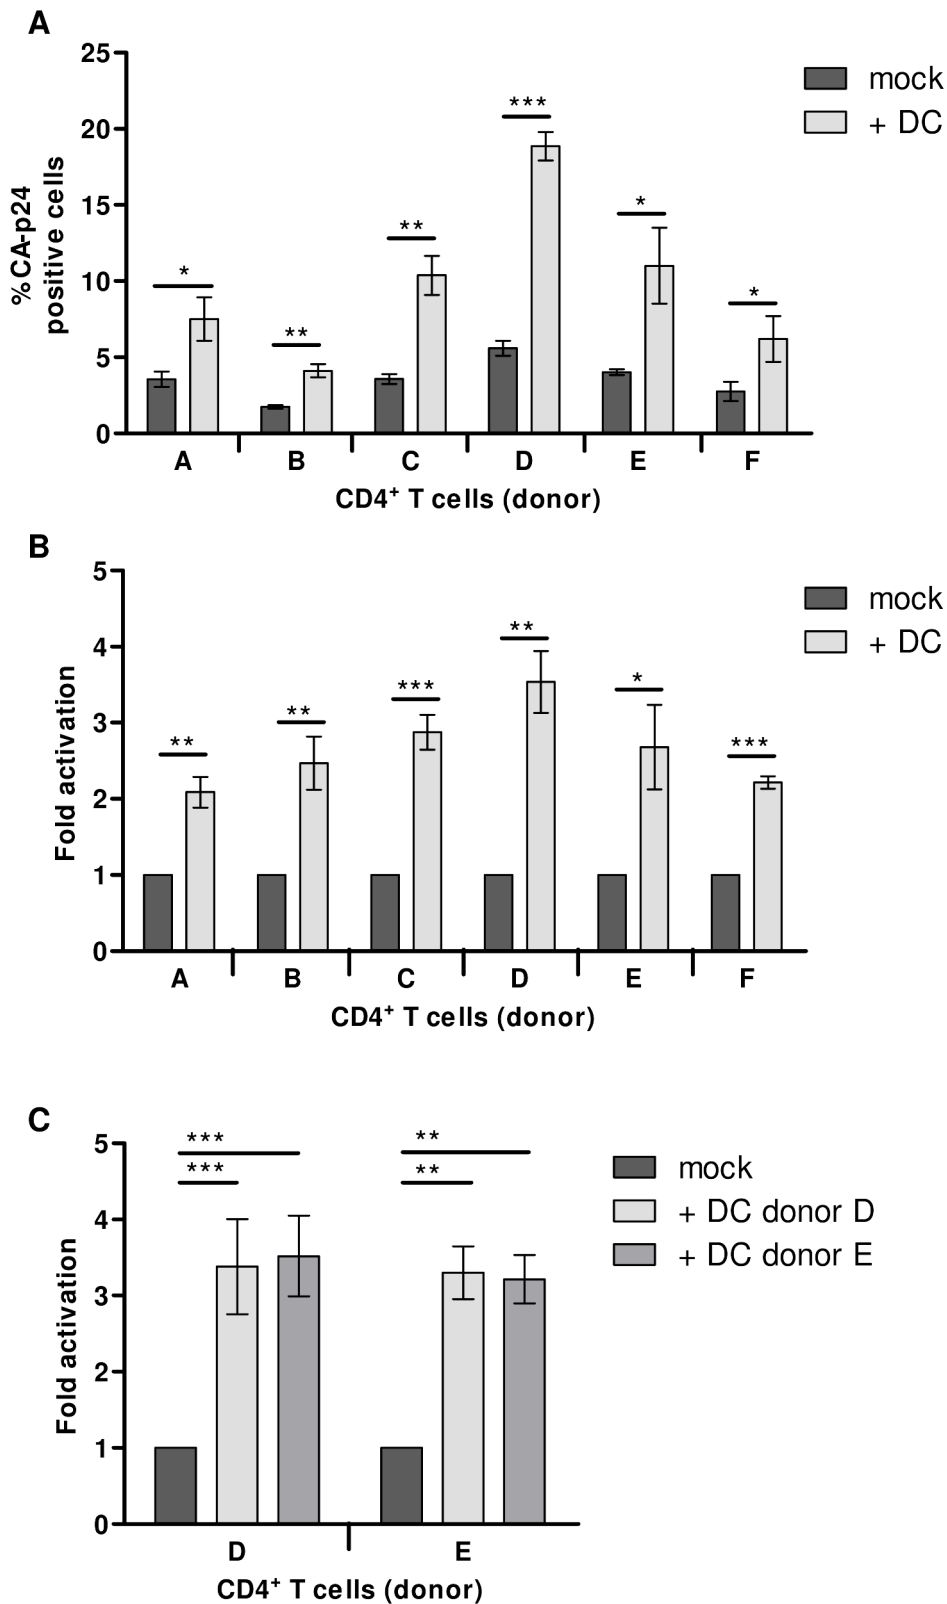 A
25
20
15
10
5
0
%CA-p24
positive cells
***
**
*
*
**
*
mock
+ DC
A B C D E F
CD4⁺ T cells (donor)
B
5
4
3
2
1
0
Fold activation
**
**
***
**
*
***
mock
+ DC
A B C D E F
CD4⁺ T cells (donor)
C
5
4
3
2
1
0
Fold activation
***
***
**
**
mock
+ DC donor D
+ DC donor E
D E
CD4⁺ T cells (donor)